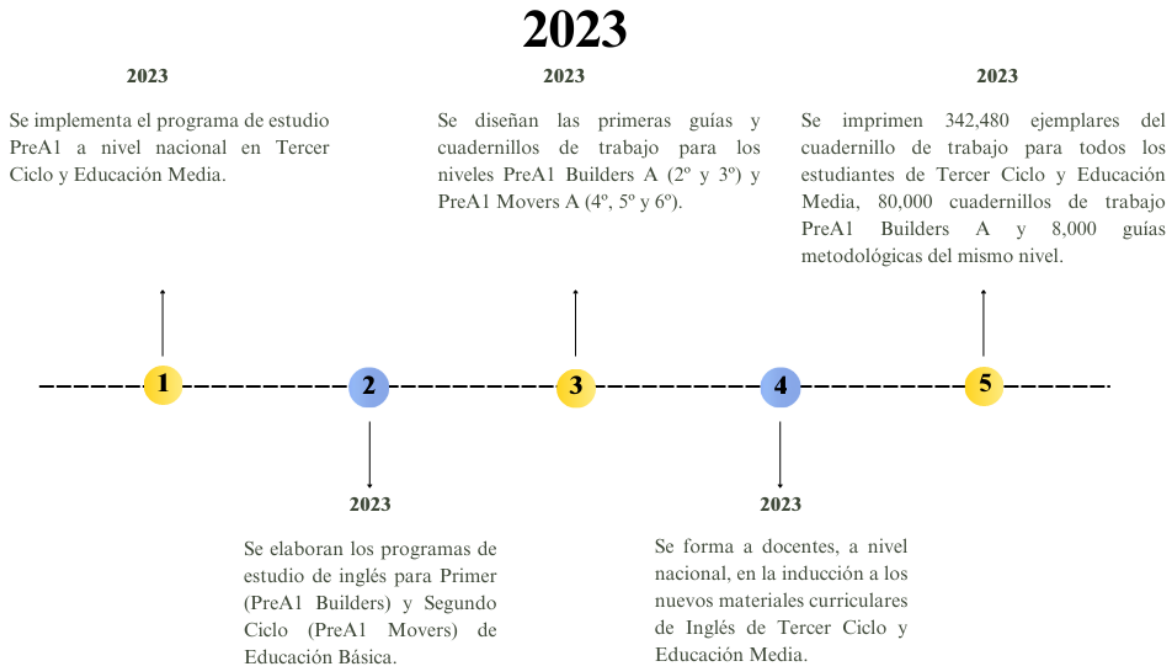 2023
2023
Se implementa el programa de estudio
PreA1 a nivel nacional en Tercer
Ciclo y Educación Media.
2023
Se diseñan las primeras guías y
cuadernillos de trabajo para los
niveles PreA1 Builders A (2º y 3º) y
PreA1 Movers A (4º, 5º y 6º).
2023
Se imprimen 342,480 ejemplares del
cuadernillo de trabajo para todos los
estudiantes de Tercer Ciclo y Educación
Media, 80,000 cuadernillos de trabajo
PreA1 Builders A y 8,000 guías
metodológicas del mismo nivel.
1
2
3
4
5
2023
Se elaboran los programas de
estudio de inglés para Primer
(PreA1 Builders) y Segundo
Ciclo (PreA1 Movers) de
Educación Básica.
2023
Se forma a docentes, a nivel
nacional, en la inducción a los
nuevos materiales curriculares
de Inglés de Tercer Ciclo y
Educación Media.